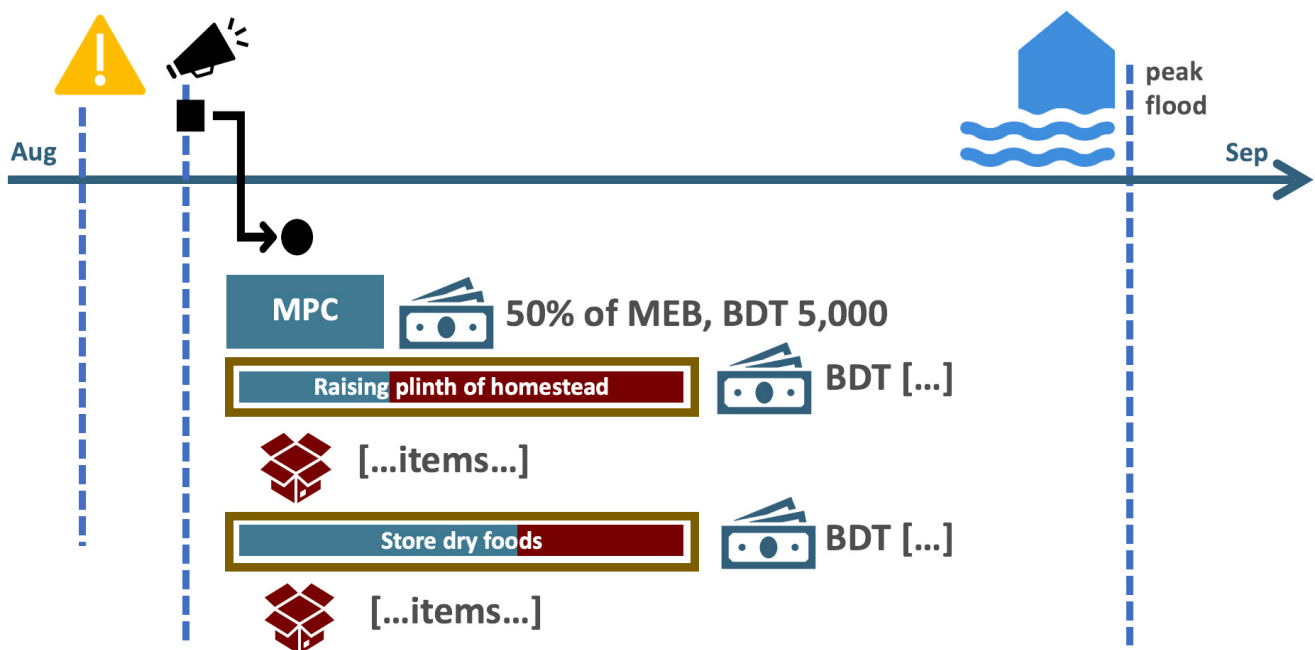 peak
flood
Aug
Sep
MPC
50% of MEB, BDT 5,000
Raising plinth of homestead
BDT [...]
[...items...]
Store dry foods
BDT [...]
[...items...]